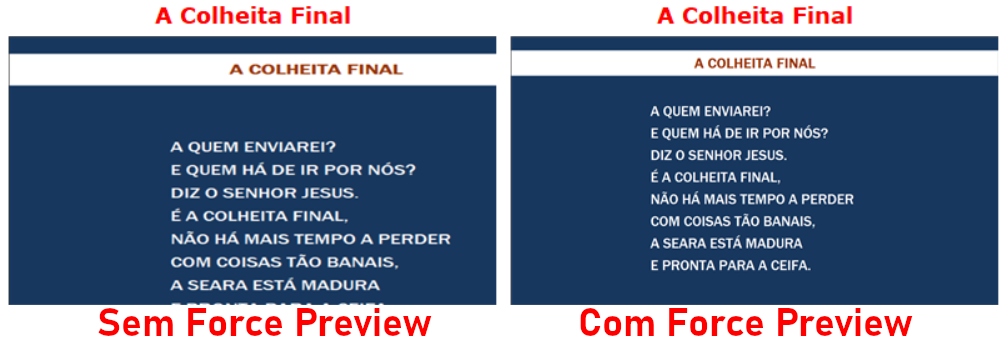 A Colheita Final
A COLHEITA FINAL
A QUEM ENVIAREI?
E QUEM HÁ DE IR POR NÓS?
DIZ O SENHOR JESUS.
É A COLHEITA FINAL,
NÃO HÁ MAIS TEMPO A PERDER
COM COISAS TÃO BANAIS,
A SEARA ESTÁ MADURA
E PRONTA PARA A CEIFA
Sem Force Preview
A Colheita Final
A COLHEITA FINAL
A QUEM ENVIAREI?
E QUEM HÁ DE IR POR NÓS?
DIZ O SENHOR JESUS.
É A COLHEITA FINAL,
NÃO HÁ MAIS TEMPO A PERDER
COM COISAS TÃO BANAIS,
A SEARA ESTÁ MADURA
E PRONTA PARA A CEIFA.
Com Force Preview